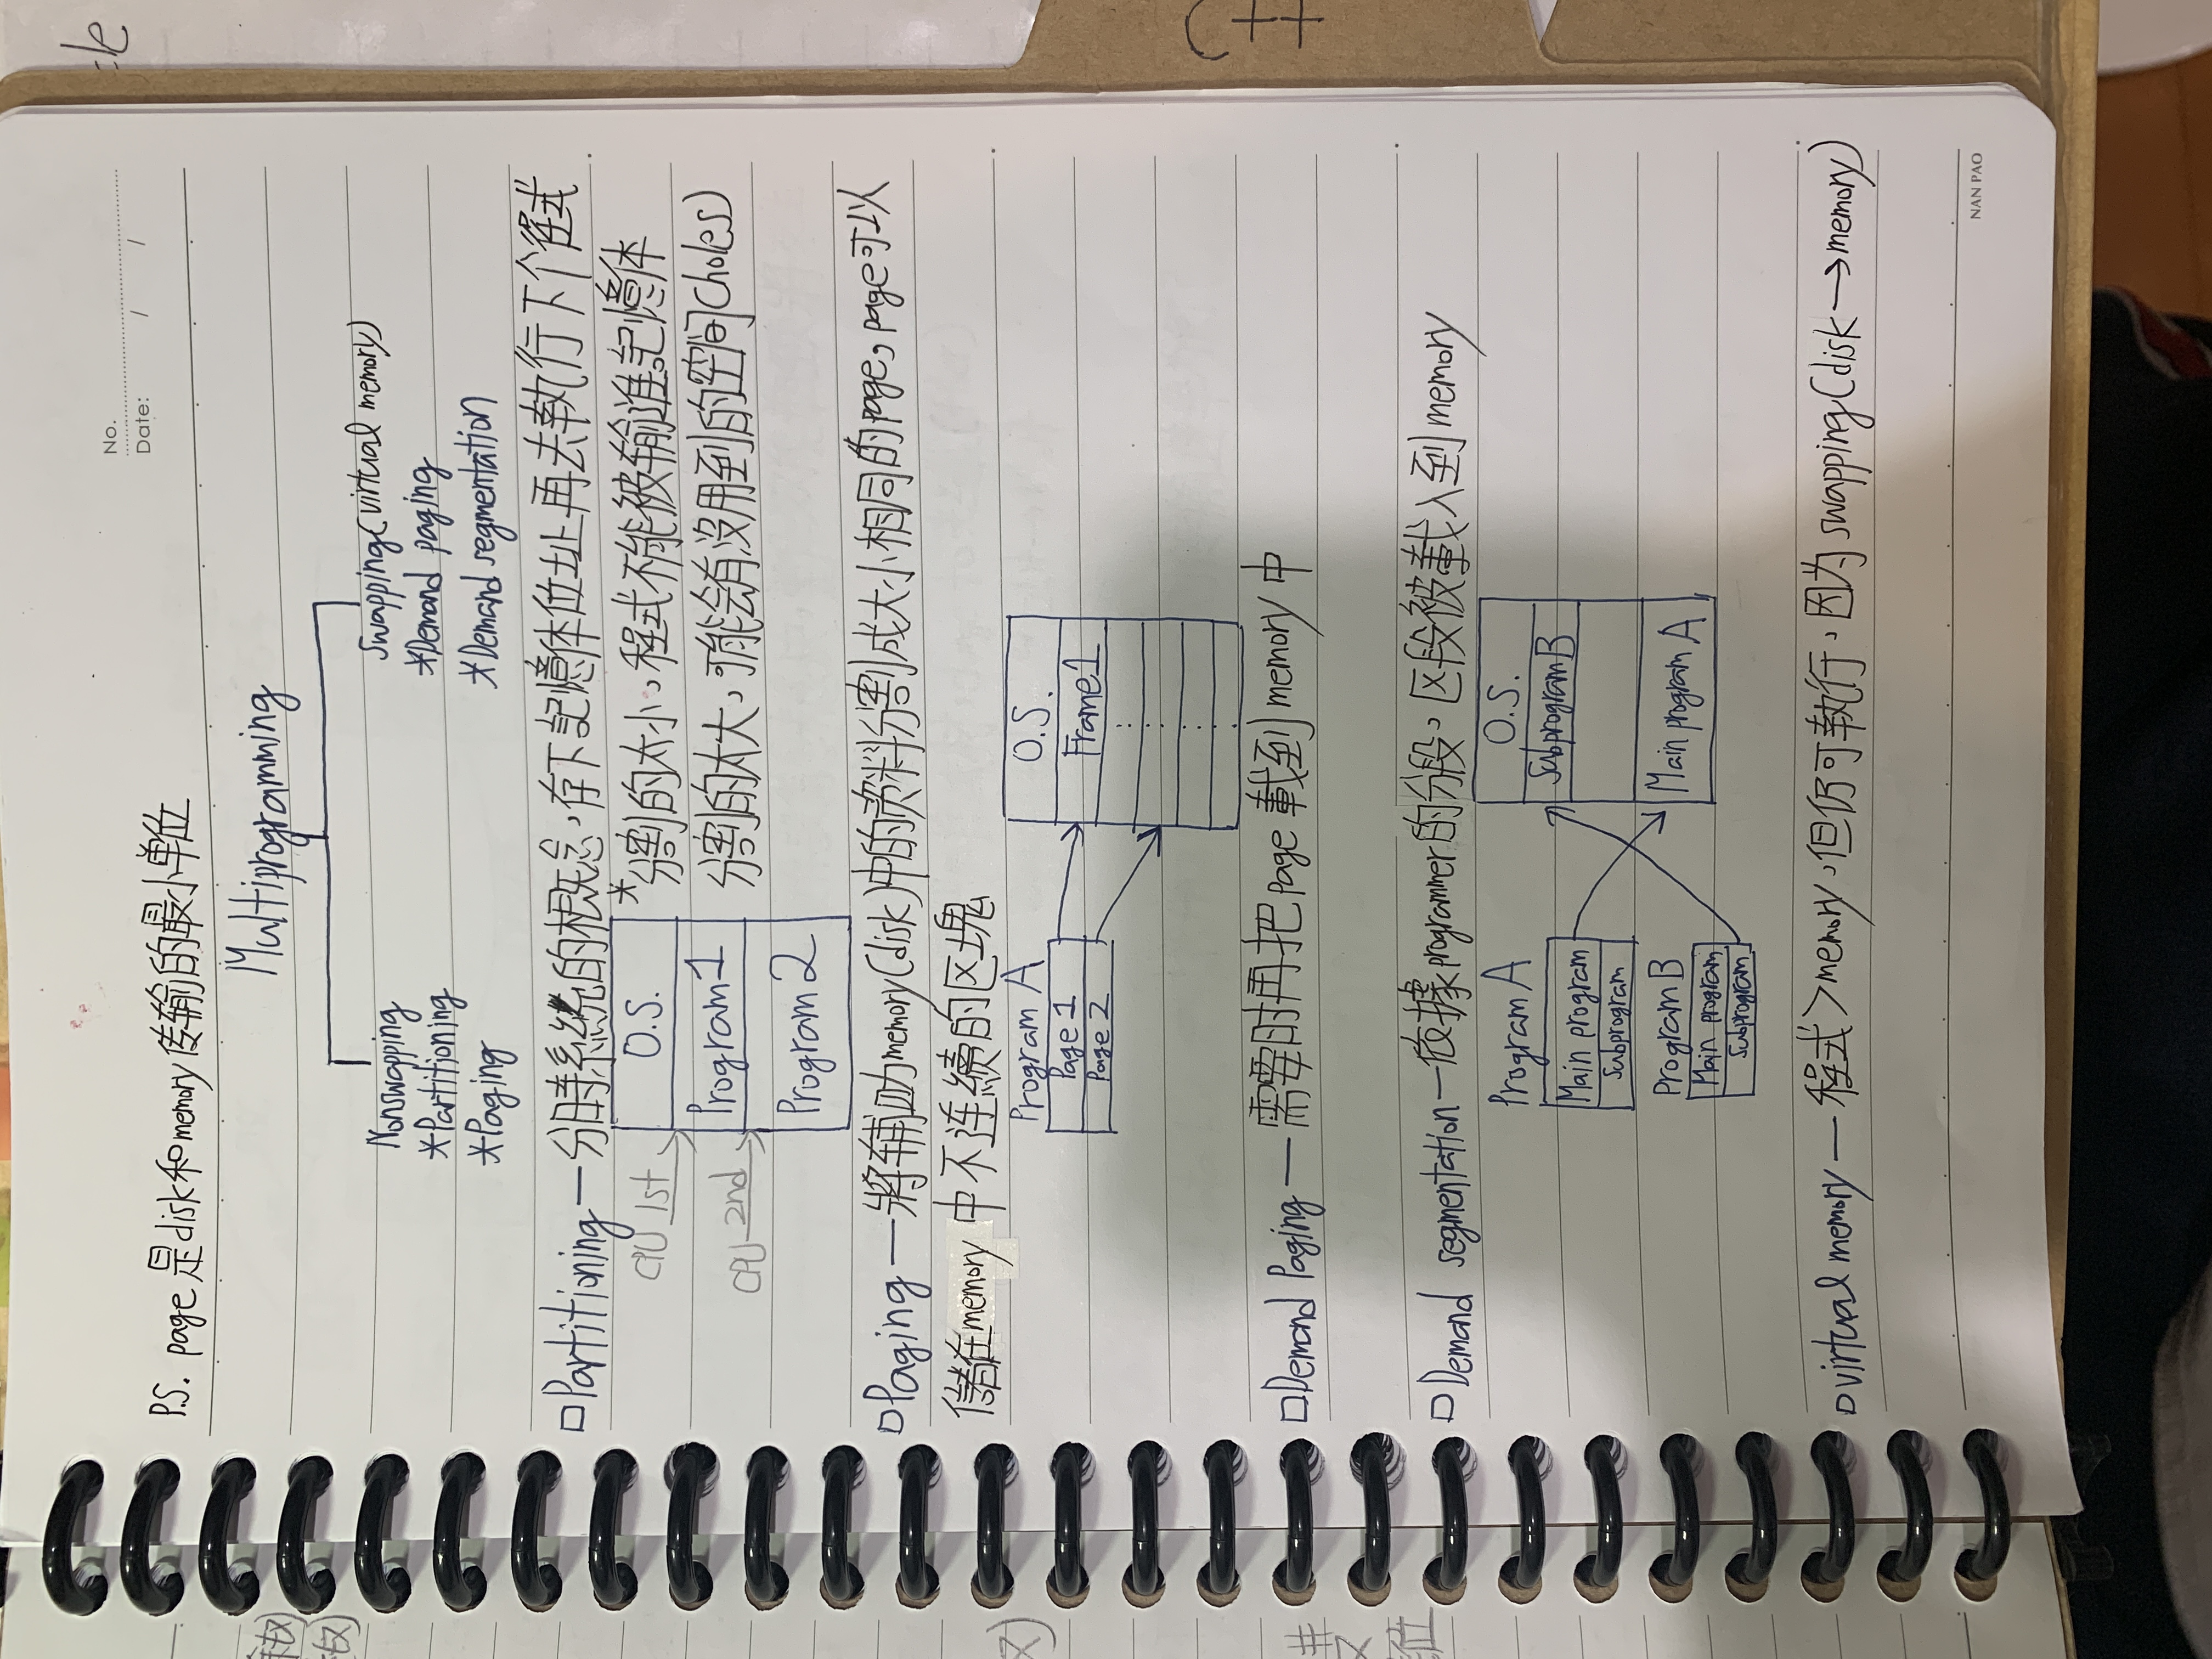 No.
Date: / /
P.S. page 是disk和memory传输的最小单位
Multiprogramming
Nonswapping
*Partitioning
*Paging
Swapping(virtual memory)
*Demand paging
*Demand segmentation
□Partitioning—分時系統的概念,存下記憶体位址再去執行下个程式
CPU 1st
CPU 2nd
O.S.
Program1
Program2
*分割的太小,程式不能被输進記憶体
分割的太大,可能会有沒用到的空间(holes)
□Paging—將辅助memory(disk)中的资料分割成大小相同的page,page可以
儲在memory中不连續的区塊
Program A
Page 1
Page 2
O.S.
Frame1
□Demand Paging—需要时再把page載到memory中
□Demand segmentation—依據programmer的分段,区段被載入到memory
Program A
Main program
Subprogram
Program B
Main program
Subprogram
O.S.
Subprogram B
Main program A
□virtual memory—程式>memory,但仍可執行,因为swapping(disk→memory)
NAN PAO
C++